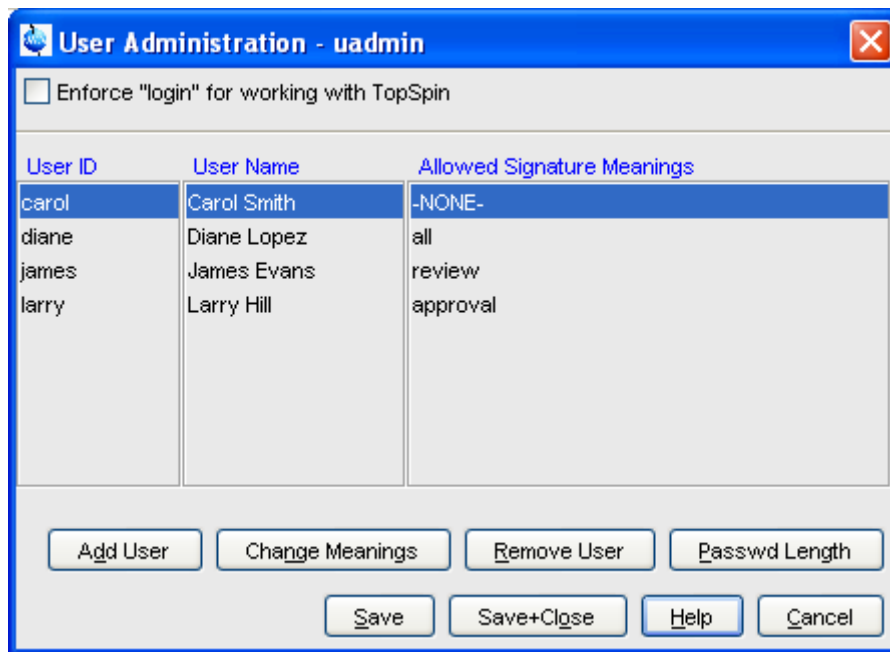 User Administration - uadmin
Enforce "login" for working with TopSpin
User ID User Name Allowed Signature Meanings
carol Carol Smith -NONE-
diane Diane Lopez all
james James Evans review
larry Larry Hill approval
Add User Change Meanings Remove User Passwd Length
Save Save+Close Help Cancel